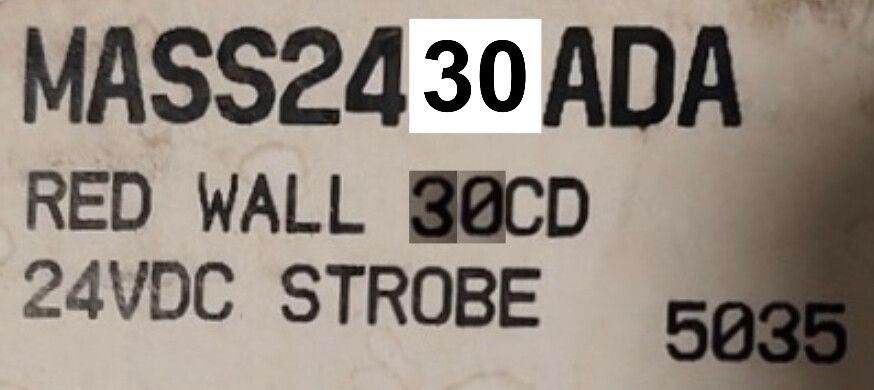 MASS2430ADA
RED WALL 30CD
24VDC STROBE
5035